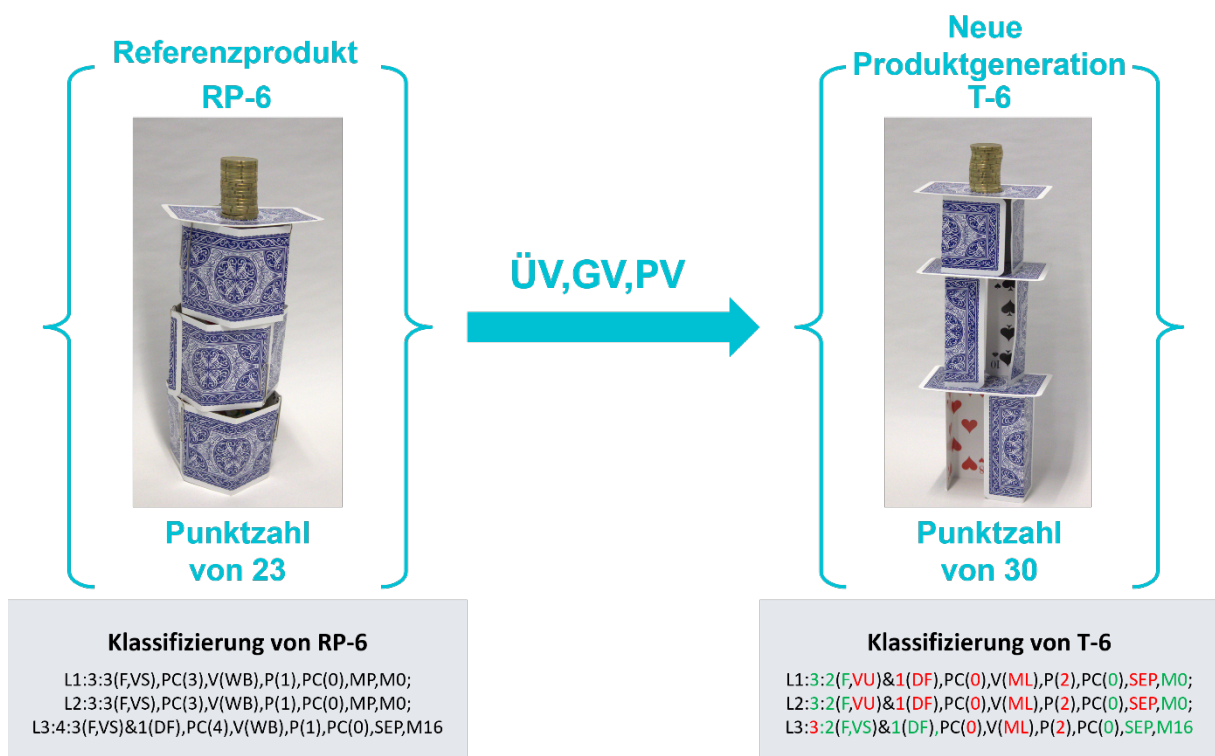 Referenzprodukt
RP-6
Punktzahl
von 23
Klassifizierung von RP-6
L1:3:3(F,VS),PC(3),V(WB),P(1),PC(0),MP,M0;
L2:3:3(F,VS),PC(3),V(WB),P(1),PC(0),MP,M0;
L3:4:3(F,VS)&1(DF),PC(4),V(WB),P(1),PC(0),SEP,M16
ÜV,GV,PV
Neue
Produktgeneration
T-6
10
Punktzahl
von 30
Klassifizierung von T-6
L1:3:2(F,VU)&1(DF),PC(0),V(ML),P(2),PC(0),SEP,M0;
L2:3:2(F,VU)&1(DF),PC(0),V(ML),P(2),PC(0),SEP,M0;
L3:3:2(F,VS)&1(DF),PC(0),V(ML),P(2),PC(0),SEP,M16